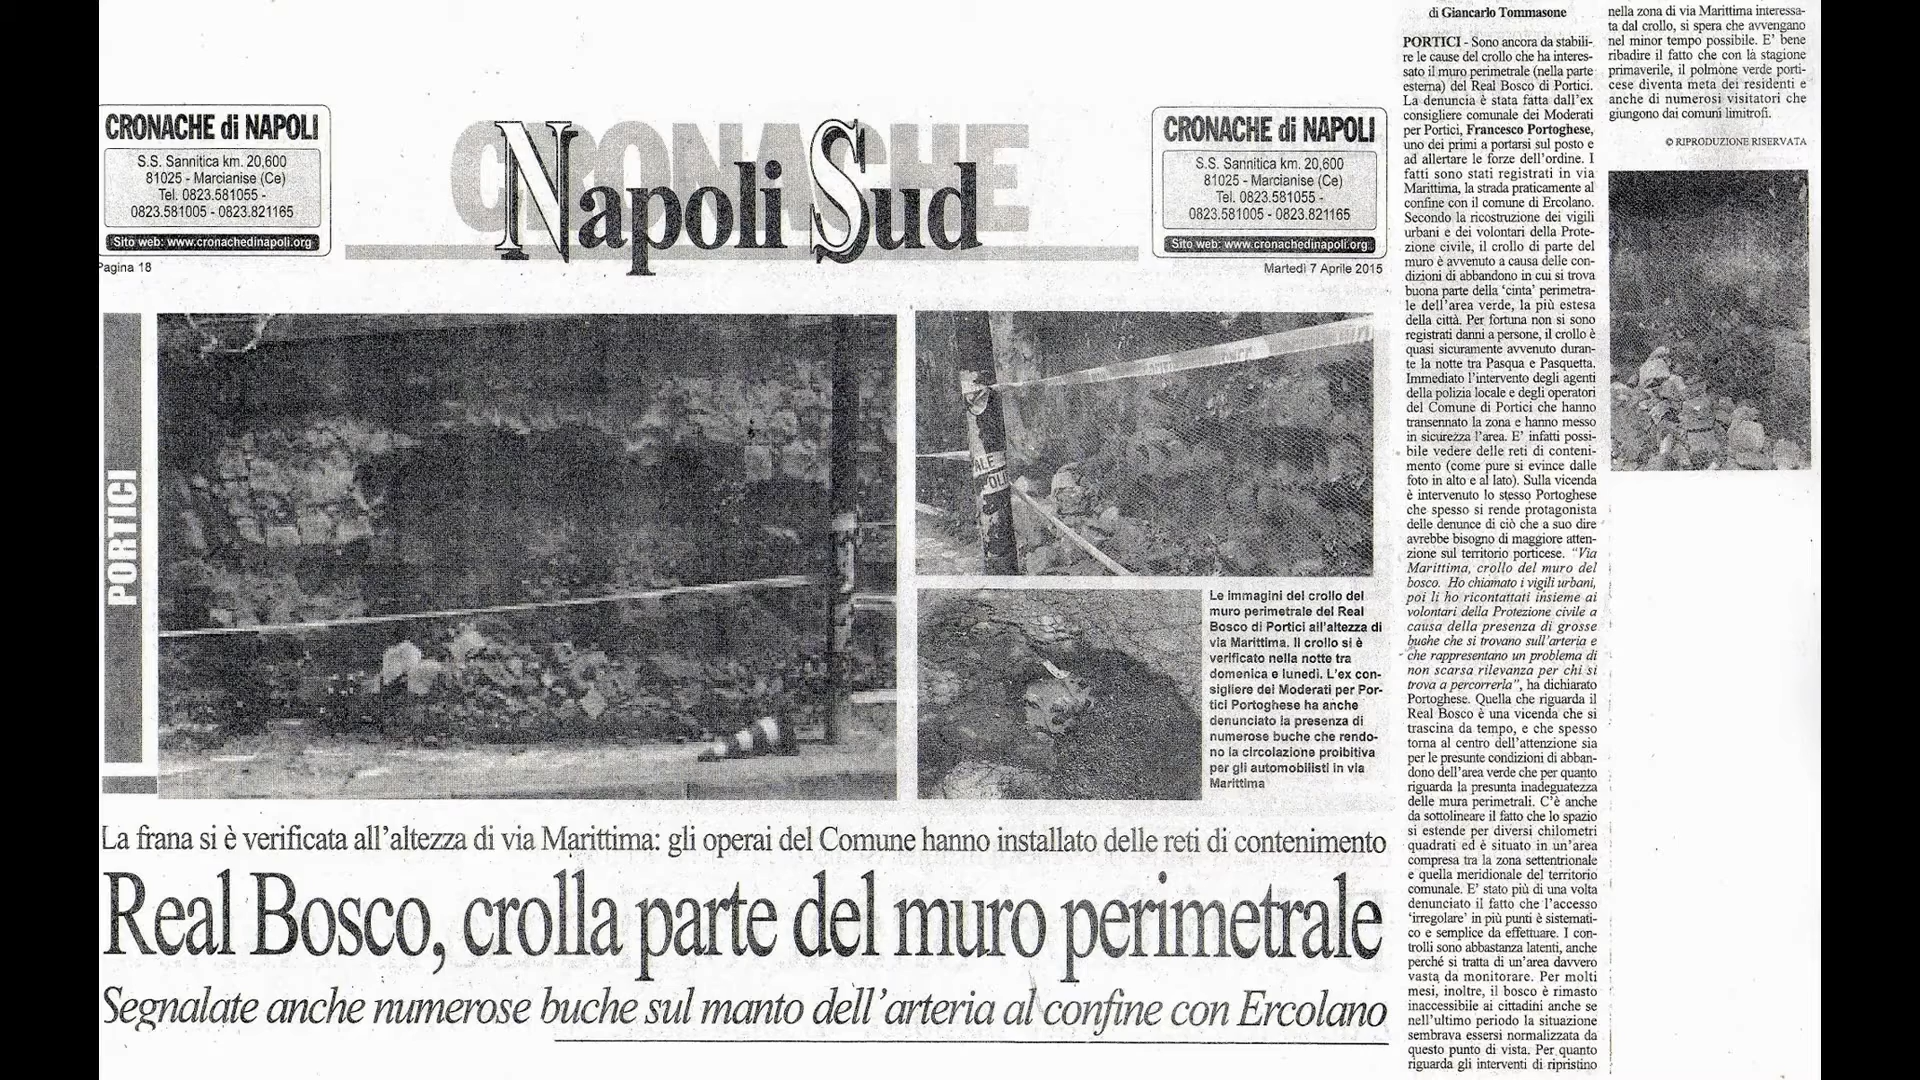 CRONACHE di NAPOLI
S.S. Sannitica km. 20,600
81025 - Marcianise (Ce)
Tel. 0823.581055 -
0823.581005 - 0823.821165
Sito web: www.cronachedinapoli.org
Pagina 18
CRONACHE
Napoli Sud
CRONACHE di NAPOLI
S.S. Sannitica km. 20,600
81025 - Marcianise (Ce)
Tel. 0823.581055 -
0823.581005 - 0823.821165
Sito web: www.cronachedinapoli.org
Martedì 7 Aprile 2015
PORTICI
ALE
POLI
Le immagini del crollo del
muro perimetrale del Real
Bosco di Portici all'altezza di
via Marittima. Il crollo si è
verificato nella notte tra
domenica e lunedì. L'ex con-
sigliere dei Moderati per Por-
tici Portoghese ha anche
denunciato la presenza di
numerose buche che rendo-
no la circolazione proibitiva
per gli automobilisti in via
Marittima
La frana si è verificata all'altezza di via Marittima: gli operai del Comune hanno installato delle reti di contenimento
Real Bosco, crolla parte del muro perimetrale
Segnalate anche numerose buche sul manto dell'arteria al confine con Ercolano
di Giancarlo Tommasone
PORTICI - Sono ancora da stabili-
re le cause del crollo che ha interes-
sato il muro perimetrale (nella parte
esterna) del Real Bosco di Portici.
La denuncia è stata fatta dall'ex
consigliere comunale dei Moderati
per Portici, Francesco Portoghese,
uno dei primi a portarsi sul posto e
ad allertare le forze dell'ordine. I
fatti sono stati registrati in via
Marittima, la strada praticamente al
confine con il comune di Ercolano.
Secondo la ricostruzione dei vigili
urbani e dei volontari della Prote-
zione civile, il crollo di parte del
muro è avvenuto a causa delle con-
dizioni di abbandono in cui si trova
buona parte della 'cinta' perimetra-
le dell'area verde, la più estesa
della città. Per fortuna non si sono
registrati danni a persone, il crollo è
quasi sicuramente avvenuto duran-
te la notte tra Pasqua e Pasquetta.
Immediato l'intervento degli agenti
della polizia locale e degli operatori
del Comune di Portici che hanno
transennato la zona e hanno messo
in sicurezza l'area. E' infatti possi-
bile vedere delle reti di conteni-
mento (come pure si evince dalle
foto in alto e al lato). Sulla vicenda
è intervenuto lo stesso Portoghese
che spesso si rende protagonista
delle denunce di ciò che a suo dire
avrebbe bisogno di maggiore atten-
zione sul territorio porticese. "Via
Marittima, crollo del muro del
bosco. Ho chiamato i vigili urbani,
poi li ho ricontattati insieme ai
volontari della Protezione civile a
causa della presenza di grosse
buche che si trovano sull'arteria e
che rappresentano un problema di
non scarsa rilevanza per chi si
trova a percorrerla", ha dichiarato
Portoghese. Quella che riguarda il
Real Bosco è una vicenda che si
trascina da tempo, e che spesso
torna al centro dell'attenzione sia
per le presunte condizioni di abban-
dono dell'area verde che per quanto
riguarda la presunta inadeguatezza
delle mura perimetrali. C'è anche
da sottolineare il fatto che lo spazio
si estende per diversi chilometri
quadrati ed è situato in un'area
compresa tra la zona settentrionale
e quella meridionale del territorio
comunale. E' stato più di una volta
denunciato il fatto che l'accesso
'irregolare' in più punti è sistemati-
co e semplice da effettuare. I con-
trolli sono abbastanza latenti, anche
perché si tratta di un'area davvero
vasta da monitorare. Per molti
mesi, inoltre, il bosco è rimasto
inaccessibile ai cittadini anche se
nell'ultimo periodo la situazione
sembrava essersi normalizzata da
questo punto di vista. Per quanto
riguarda gli interventi di ripristino
nella zona di via Marittima interessa-
ta dal crollo, si spera che avvengano
nel minor tempo possibile. E' bene
ribadire il fatto che con la stagione
primaverile, il polmone verde porti-
cese diventa meta dei residenti e
anche di numerosi visitatori che
giungono dai comuni limitrofi.
© RIPRODUZIONE RISERVATA